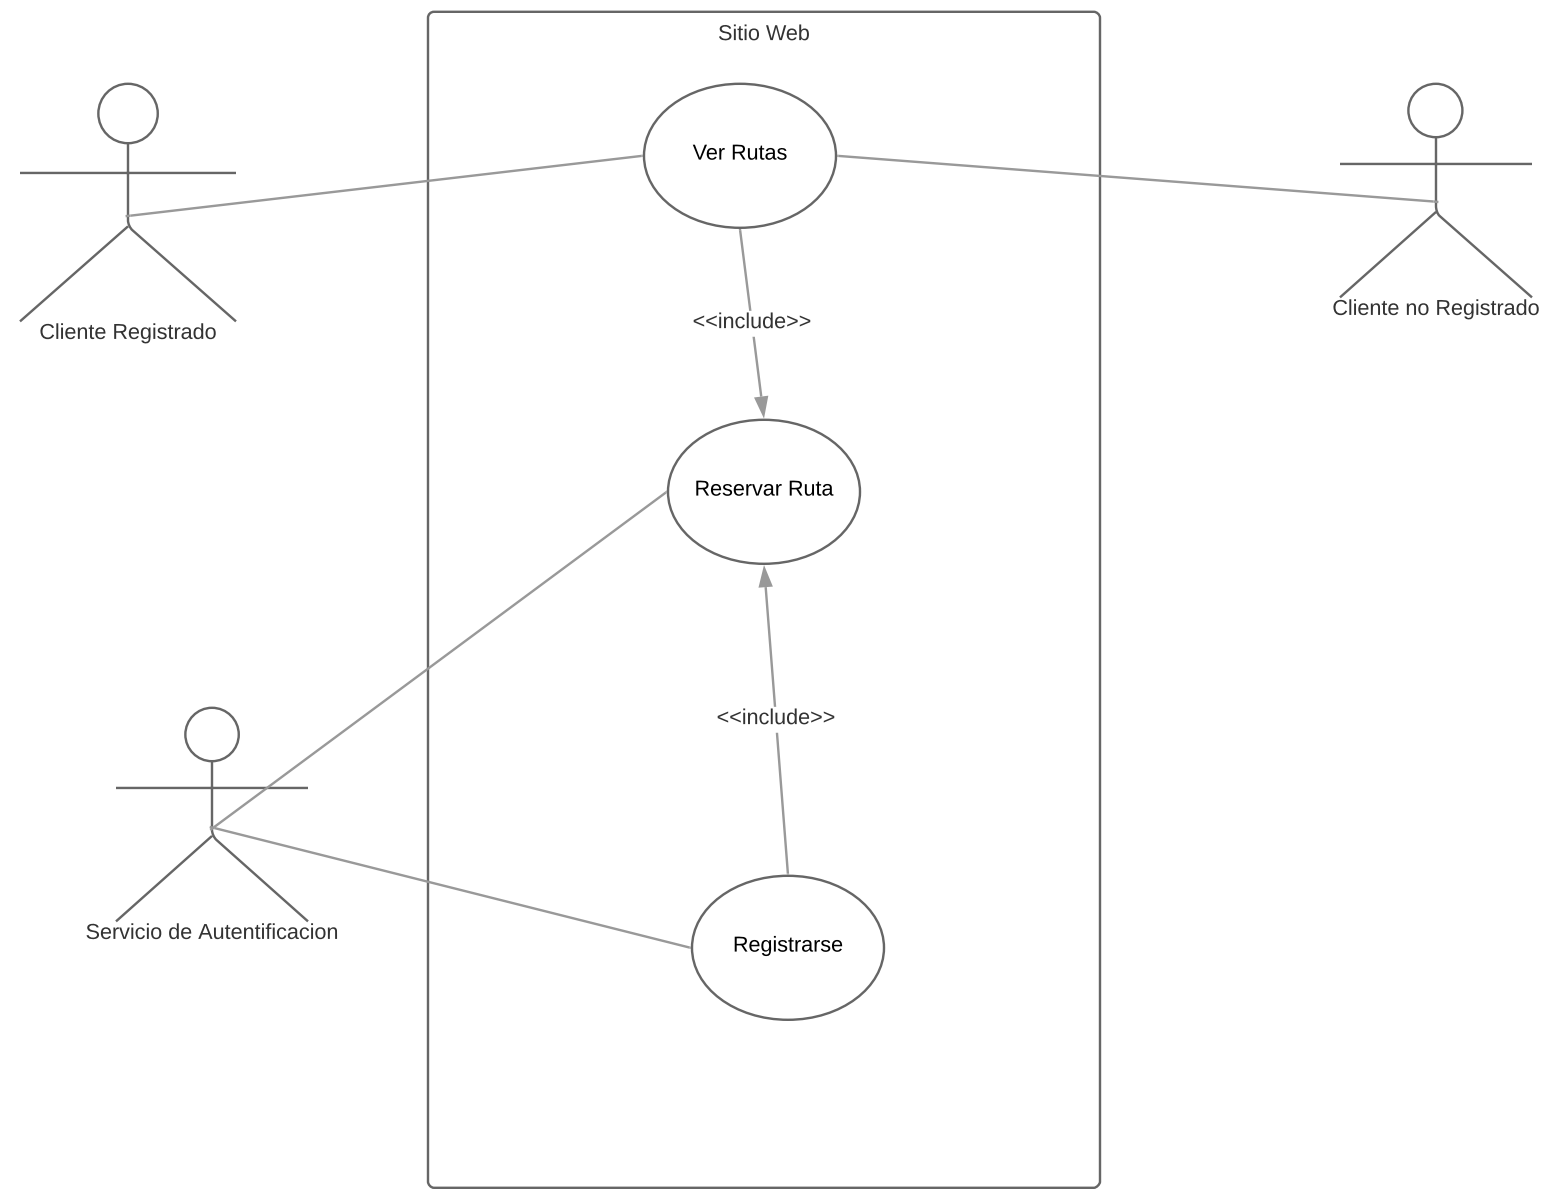 Sitio Web
Ver Rutas
Cliente Registrado
Cliente no Registrado
<<include>>
Reservar Ruta
<<include>>
Servicio de Autentificacion
Registrarse